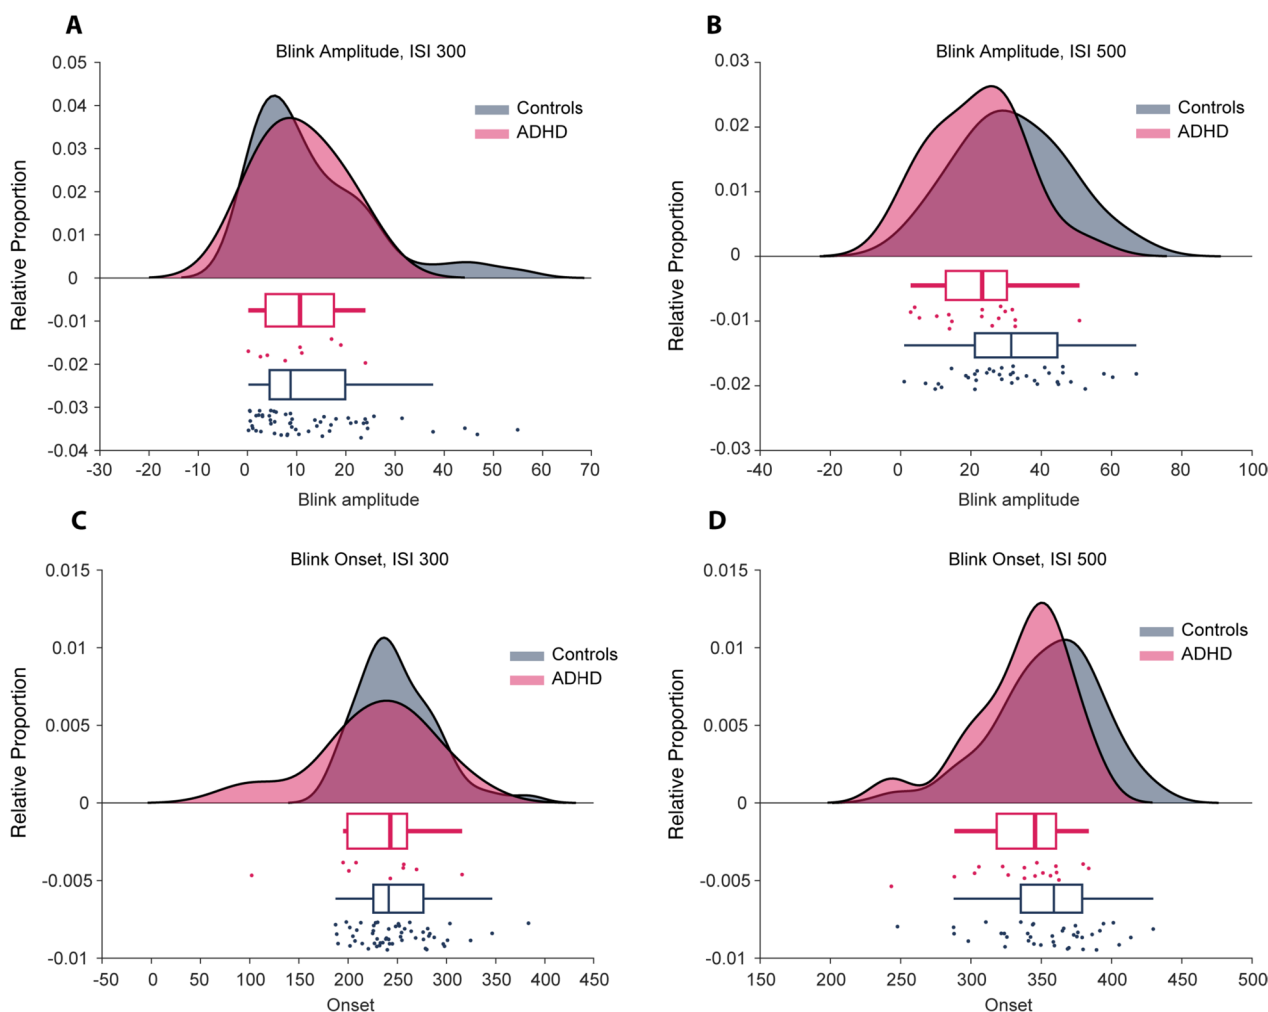 A
Blink Amplitude, ISI 300
Controls
ADHD
Relative Proportion
0.05
0.04
0.03
0.02
0.01
0
-0.01
-0.02
-0.03
-0.04
-30 -20 -10 0 10 20 30 40 50 60 70
Blink amplitude
B
Blink Amplitude, ISI 500
Controls
ADHD
Relative Proportion
0.03
0.02
0.01
0
-0.01
-0.02
-0.03
-40 -20 0 20 40 60 80 100
Blink amplitude
C
Blink Onset, ISI 300
Controls
ADHD
Relative Proportion
0.015
0.01
0.005
0
-0.005
-0.01
-50 0 50 100 150 200 250 300 350 400 450
Onset
D
Blink Onset, ISI 500
Controls
ADHD
Relative Proportion
0.015
0.01
0.005
0
-0.005
-0.01
150 200 250 300 350 400 450 500
Onset